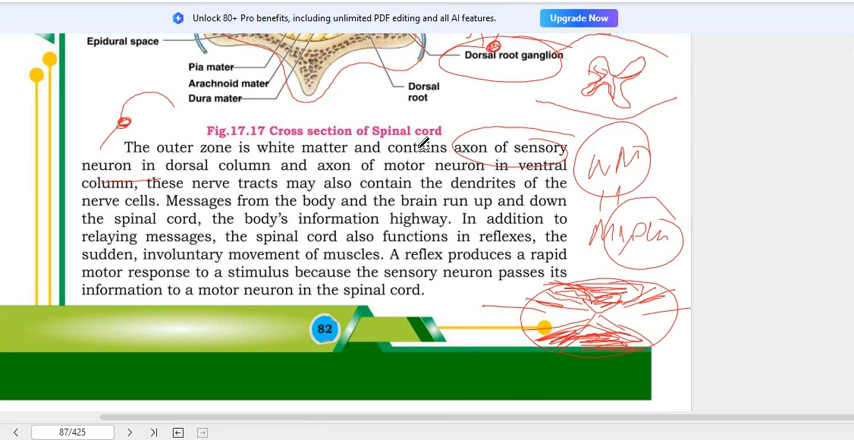 Unlock 80+ Pro benefits, including unlimited PDF editing and all AI features.
Upgrade Now
Epidural space
Pia mater
Arachnoid mater
Dura mater
Dorsal root ganglion
Dorsal
root
Fig.17.17 Cross section of Spinal cord
The outer zone is white matter and contains axon of sensory
neuron in dorsal column and axon of motor neuron in ventral
column, these nerve tracts may also contain the dendrites of the
nerve cells. Messages from the body and the brain run up and down
the spinal cord, the body's information highway. In addition to
relaying messages, the spinal cord also functions in reflexes, the
sudden, involuntary movement of muscles. A reflex produces a rapid
motor response to a stimulus because the sensory neuron passes its
information to a motor neuron in the spinal cord.
WM
82
87/425